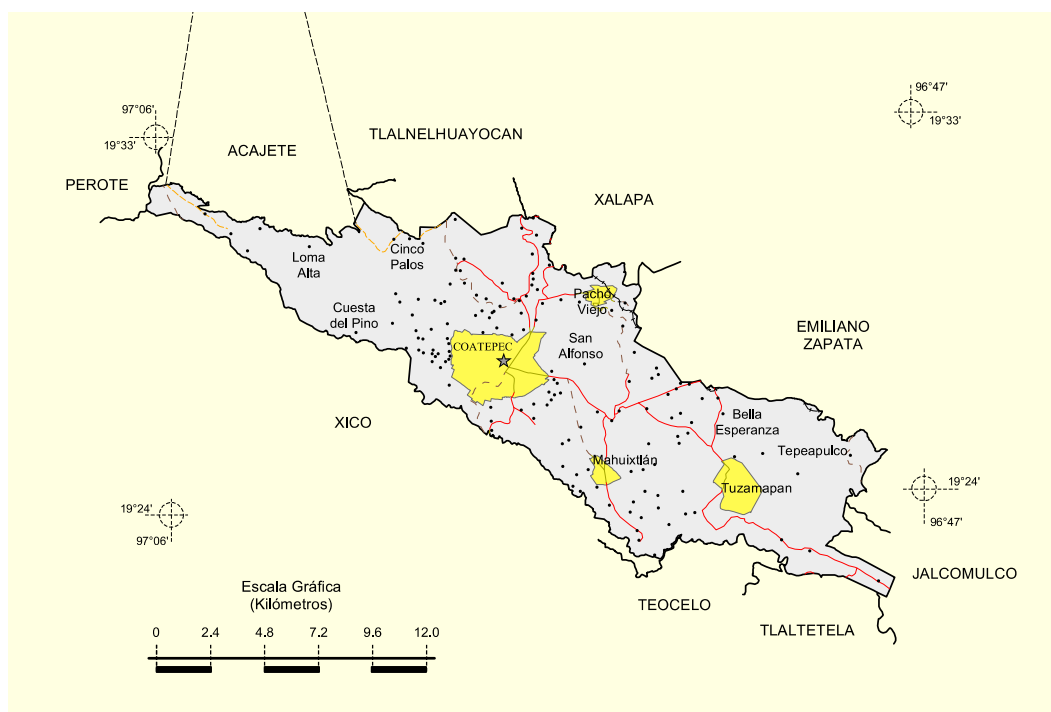 96°47'
19°33'
97°06'
19°33'
TLALNELHUAYOCAN
ACAJETE
PEROTE
XALAPA
Loma
Alta
Cinco
Palos
Pacho
Viejo
Cuesta
del Pino
EMILIANO
ZAPATA
COATEPEC
San
Alfonso
XICO
Bella
Esperanza
Tepeapulco
Mahuixtlán
Tuzamapan
19°24'
96°47'
19°24'
97°06'
JALCOMULCO
Escala Gráfica
(Kilómetros)
TEOCELO
TLALTETELA
0 2.4 4.8 7.2 9.6 12.0